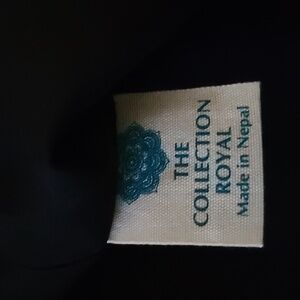 THE
COLLECTION
ROYAL
Made in Nepal